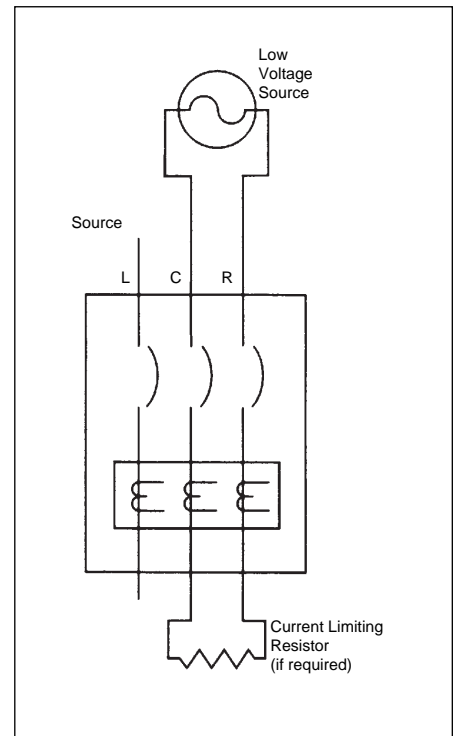 Low
Voltage
Source
Source
L C R
Current Limiting
Resistor
(if required)